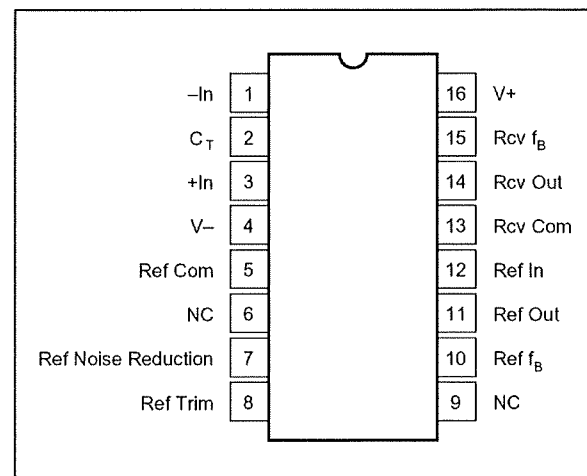 –In 1 16 V+
C_T 2 15 Rcv f_B
+In 3 14 Rcv Out
V– 4 13 Rcv Com
Ref Com 5 12 Ref In
NC 6 11 Ref Out
Ref Noise Reduction 7 10 Ref f_B
Ref Trim 8 9 NC